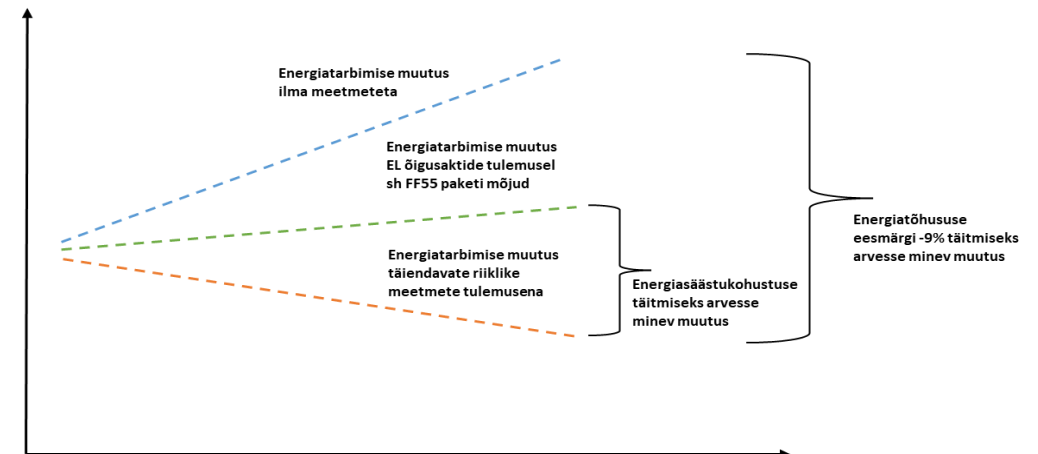 Energiatarbimise muutus
ilma meetmeteta
Energiatarbimise muutus
EL õigusaktide tulemusel
sh FF55 paketi mõjud
Energiatarbimise muutus
täiendavate riiklike
meetmete tulemusena
Energiasäästukohustuse
täitmiseks arvesse
minev muutus
Energiatõhususe
eesmärgi -9% täitmiseks
arvesse minev muutus